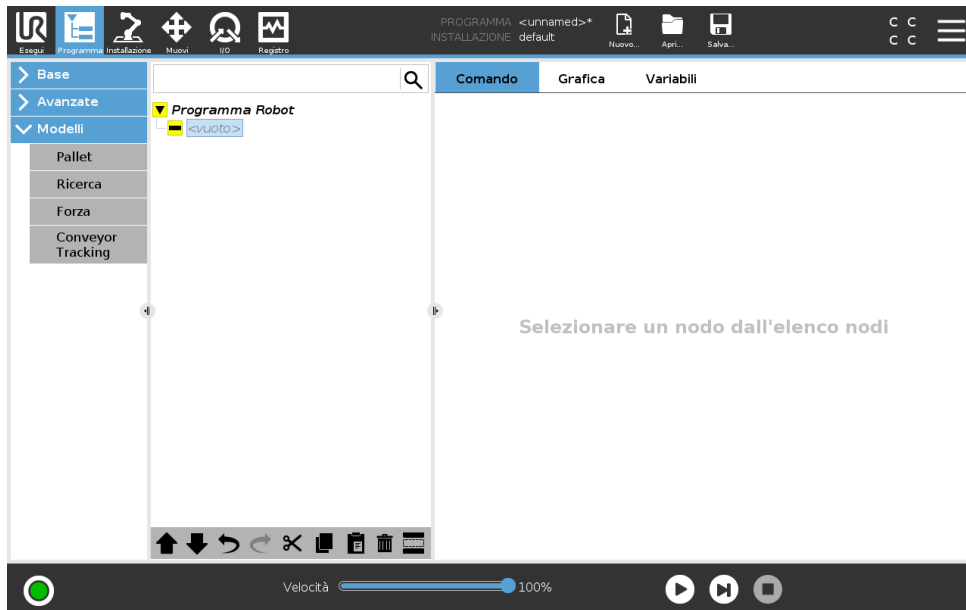 PROGRAMMA <unnamed>*
INSTALLAZIONE default
UR
Esegui Programma Installazione Muovi I/O Registro
Nuovo... Apri... Salva...
C C
C C
Base
Avanzate
Modelli
Pallet
Ricerca
Forza
Conveyor
Tracking
Programma Robot
<vuoto>
Comando Grafica Variabili
Selezionare un nodo dall'elenco nodi
Velocità 100%